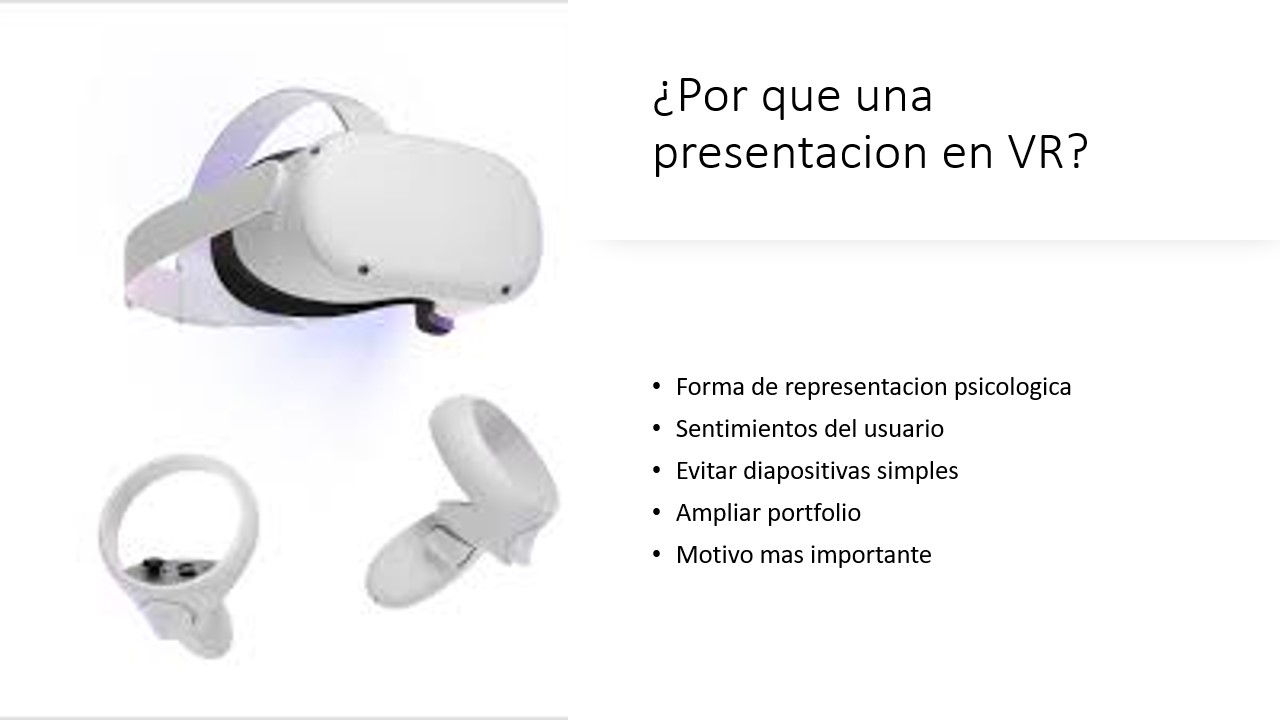 ¿Por que una
presentacion en VR?
• Forma de representacion psicologica
• Sentimientos del usuario
• Evitar diapositivas simples
• Ampliar portfolio
• Motivo mas importante